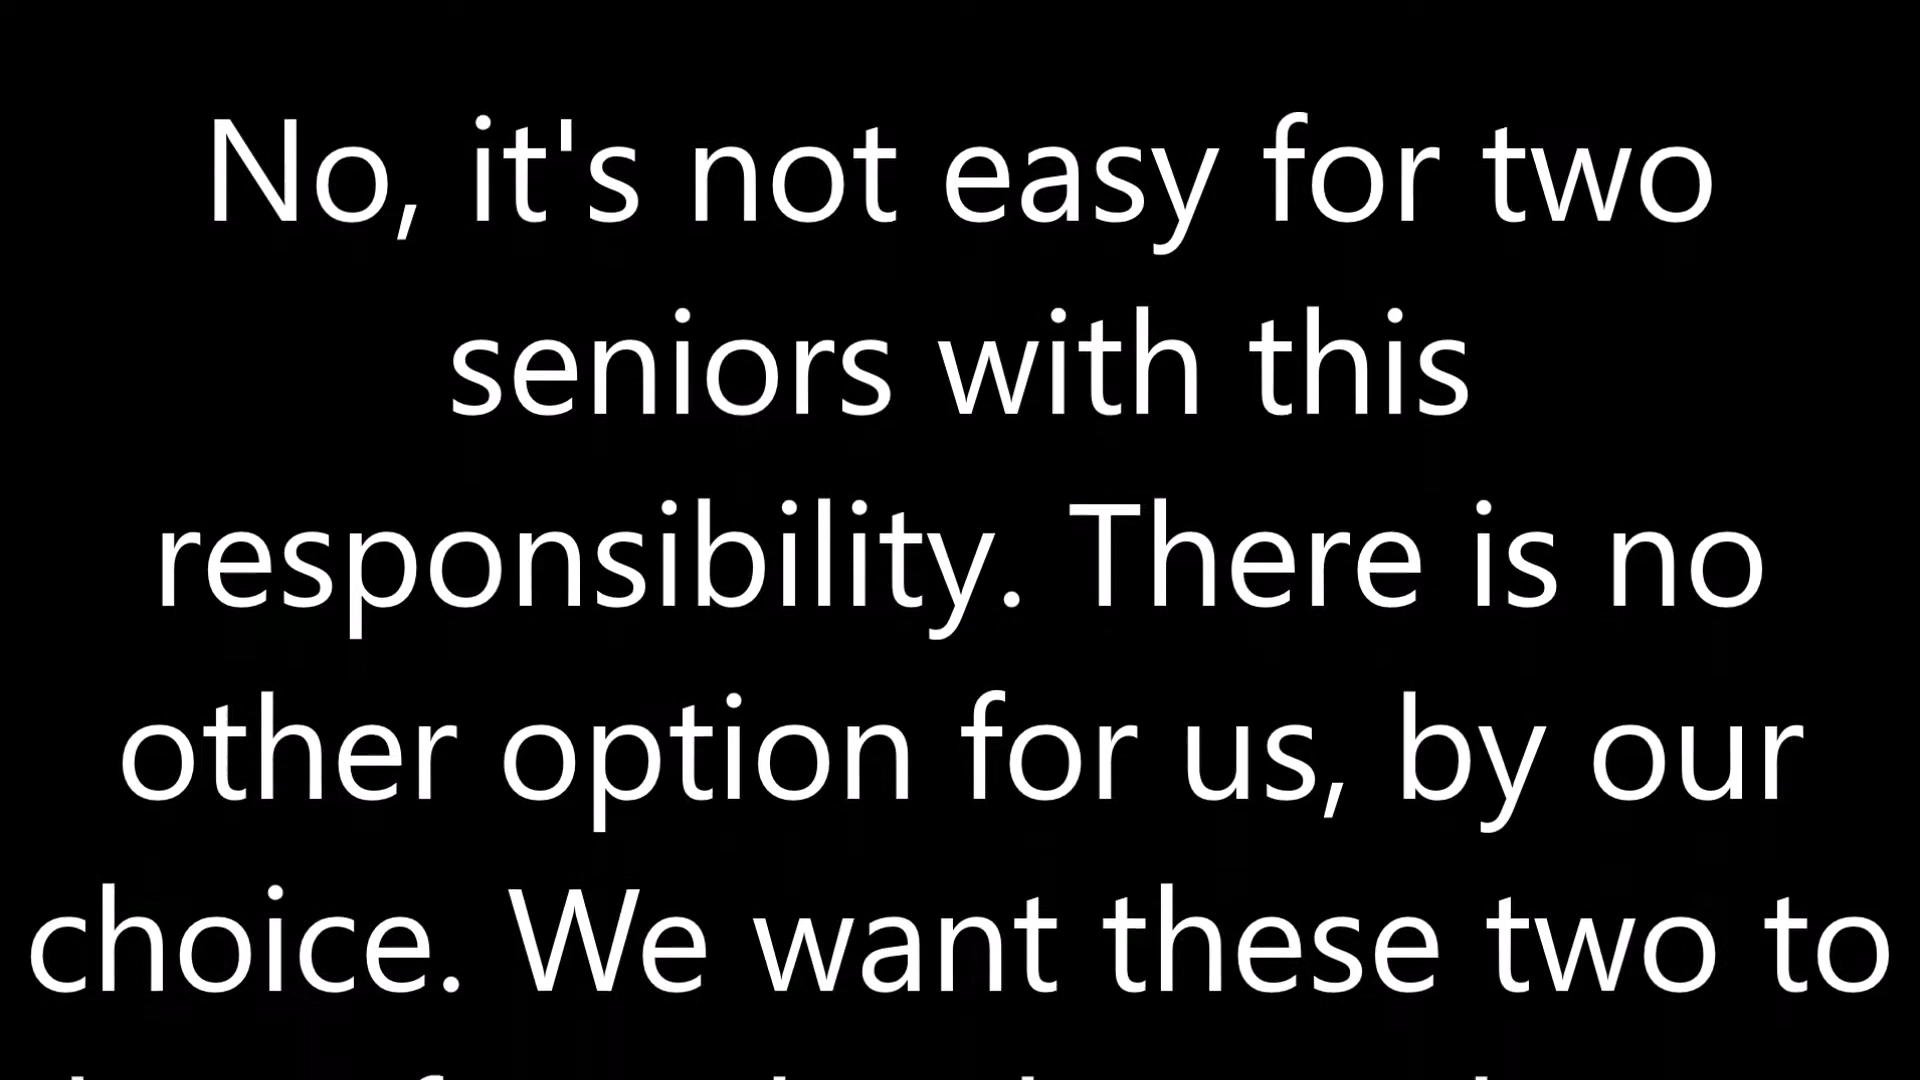 No, it's not easy for two
seniors with this
responsibility. There is no
other option for us, by our
choice. We want these two to